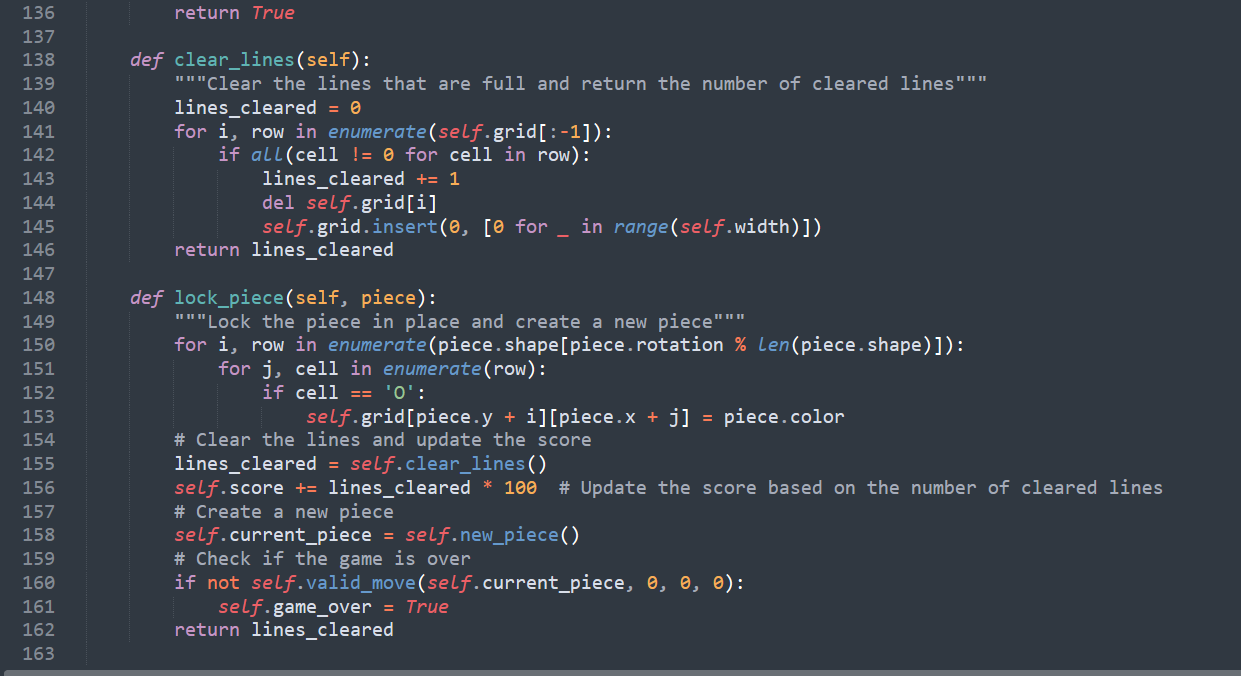 136             return True
137
138         def clear_lines(self):
139             """Clear the lines that are full and return the number of cleared lines"""
140             lines_cleared = 0
141             for i, row in enumerate(self.grid[:-1]):
142                 if all(cell != 0 for cell in row):
143                     lines_cleared += 1
144                     del self.grid[i]
145                     self.grid.insert(0, [0 for _ in range(self.width)])
146             return lines_cleared
147
148         def lock_piece(self, piece):
149             """Lock the piece in place and create a new piece"""
150             for i, row in enumerate(piece.shape[piece.rotation % len(piece.shape)]):
151                 for j, cell in enumerate(row):
152                     if cell == 'O':
153                         self.grid[piece.y + i][piece.x + j] = piece.color
154             # Clear the lines and update the score
155             lines_cleared = self.clear_lines()
156             self.score += lines_cleared * 100  # Update the score based on the number of cleared lines
157             # Create a new piece
158             self.current_piece = self.new_piece()
159             # Check if the game is over
160             if not self.valid_move(self.current_piece, 0, 0, 0):
161                 self.game_over = True
162             return lines_cleared
163